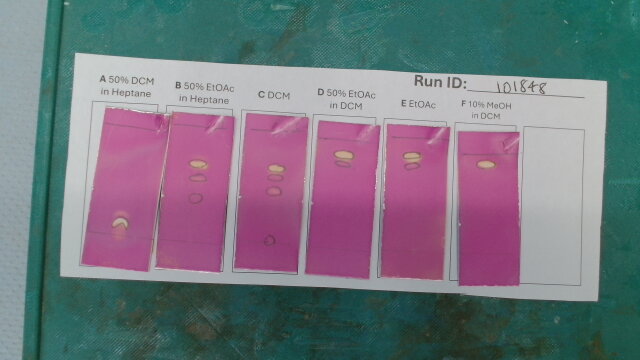 Run ID: 101848
A 50% DCM
in Heptane
B 50% EtOAc
in Heptane
C DCM
D 50% EtOAc
in DCM
E EtOAc
F 10% MeOH
in DCM